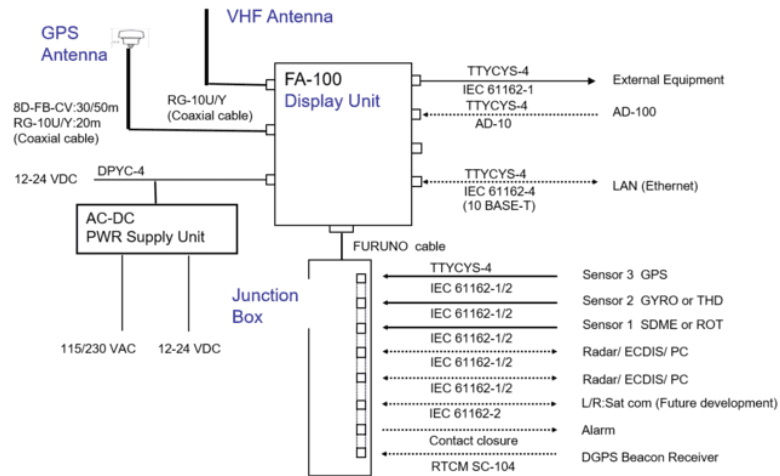 VHF Antenna
GPS
Antenna
8D-FB-CV:30/50m
RG-10U/Y:20m
(Coaxial cable)
RG-10U/Y
(Coaxial cable)
FA-100
Display Unit
TTYCYS-4
IEC 61162-1
External Equipment
TTYCYS-4
AD-10
AD-100
TTYCYS-4
IEC 61162-4
(10 BASE-T)
LAN (Ethernet)
12-24 VDC
DPYC-4
AC-DC
PWR Supply Unit
115/230 VAC
12-24 VDC
FURUNO cable
Junction
Box
TTYCYS-4
Sensor 3 GPS
IEC 61162-1/2
Sensor 2 GYRO or THD
IEC 61162-1/2
Sensor 1 SDME or ROT
IEC 61162-1/2
Radar/ ECDIS/ PC
IEC 61162-1/2
Radar/ ECDIS/ PC
IEC 61162-1/2
L/R:Sat com (Future development)
IEC 61162-2
Alarm
Contact closure
DGPS Beacon Receiver
RTCM SC-104